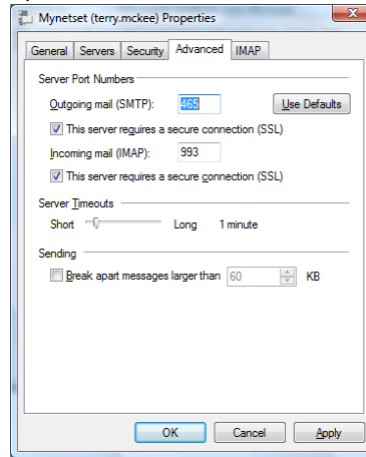 Mynetset (terry.mckee) Properties
General Servers Security Advanced IMAP
Server Port Numbers
Outgoing mail (SMTP): 465 Use Defaults
This server requires a secure connection (SSL)
Incoming mail (IMAP): 993
This server requires a secure connection (SSL)
Server Timeouts
Short Long 1 minute
Sending
Break apart messages larger than 60 KB
OK Cancel Apply